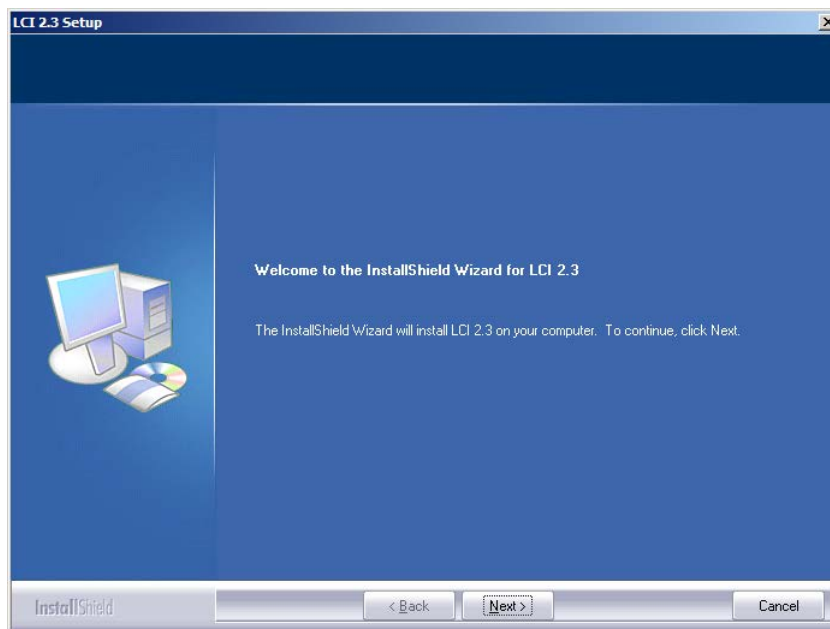 LCI 2.3 Setup
Welcome to the InstallShield Wizard for LCI 2.3
The InstallShield Wizard will install LCI 2.3 on your computer.  To continue, click Next.
InstallShield
< Back
Next >
Cancel